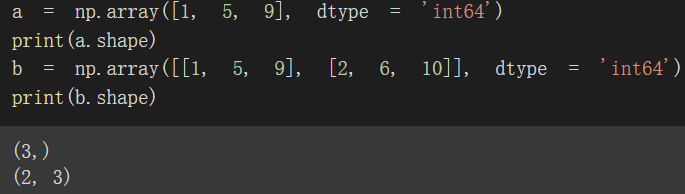 a = np.array([1, 5, 9], dtype = 'int64')
print(a.shape)
b = np.array([[1, 5, 9], [2, 6, 10]], dtype = 'int64')
print(b.shape)
(3,)
(2, 3)